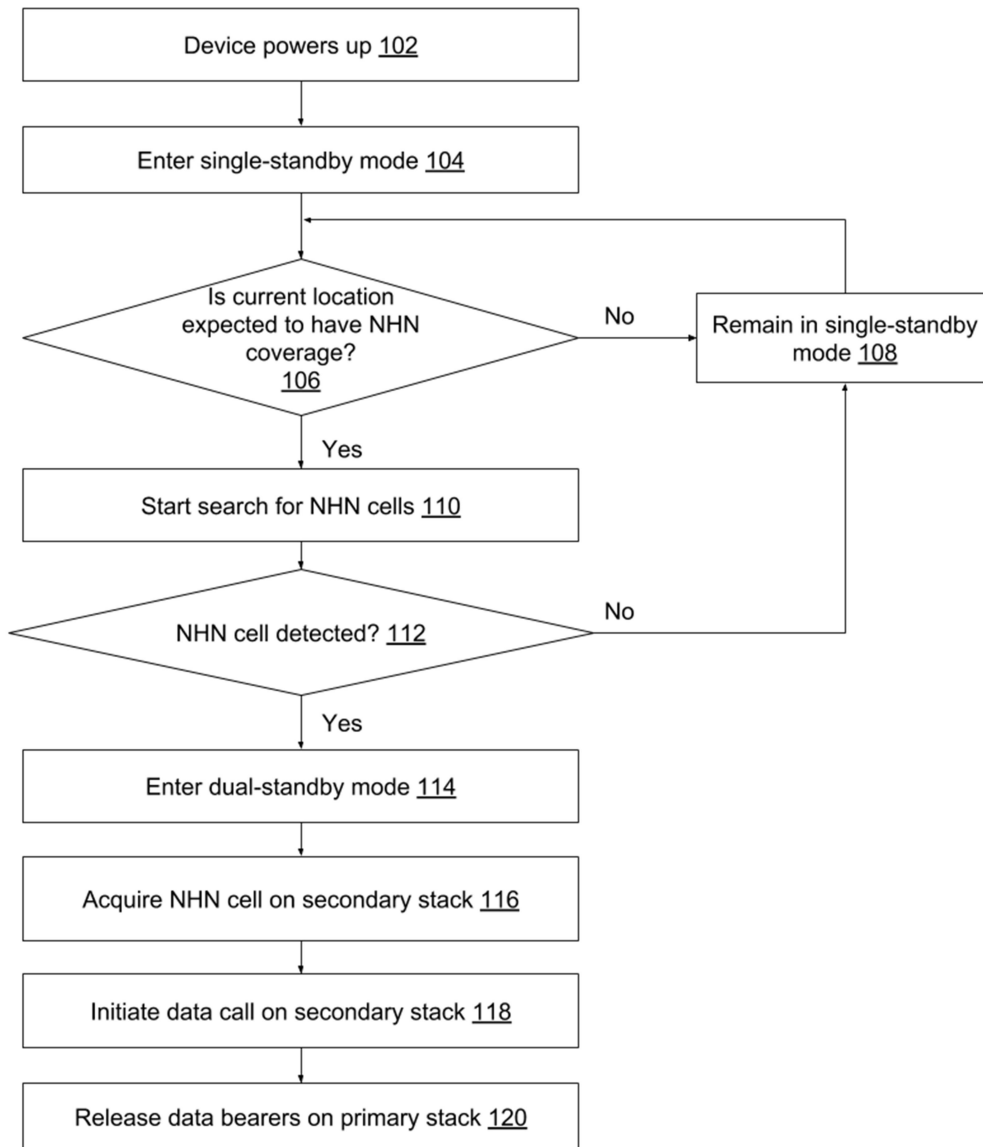 Device powers up 102
Enter single-standby mode 104
Is current location
expected to have NHN
coverage?
106
No
Remain in single-standby
mode 108
Yes
Start search for NHN cells 110
NHN cell detected? 112
No
Yes
Enter dual-standby mode 114
Acquire NHN cell on secondary stack 116
Initiate data call on secondary stack 118
Release data bearers on primary stack 120